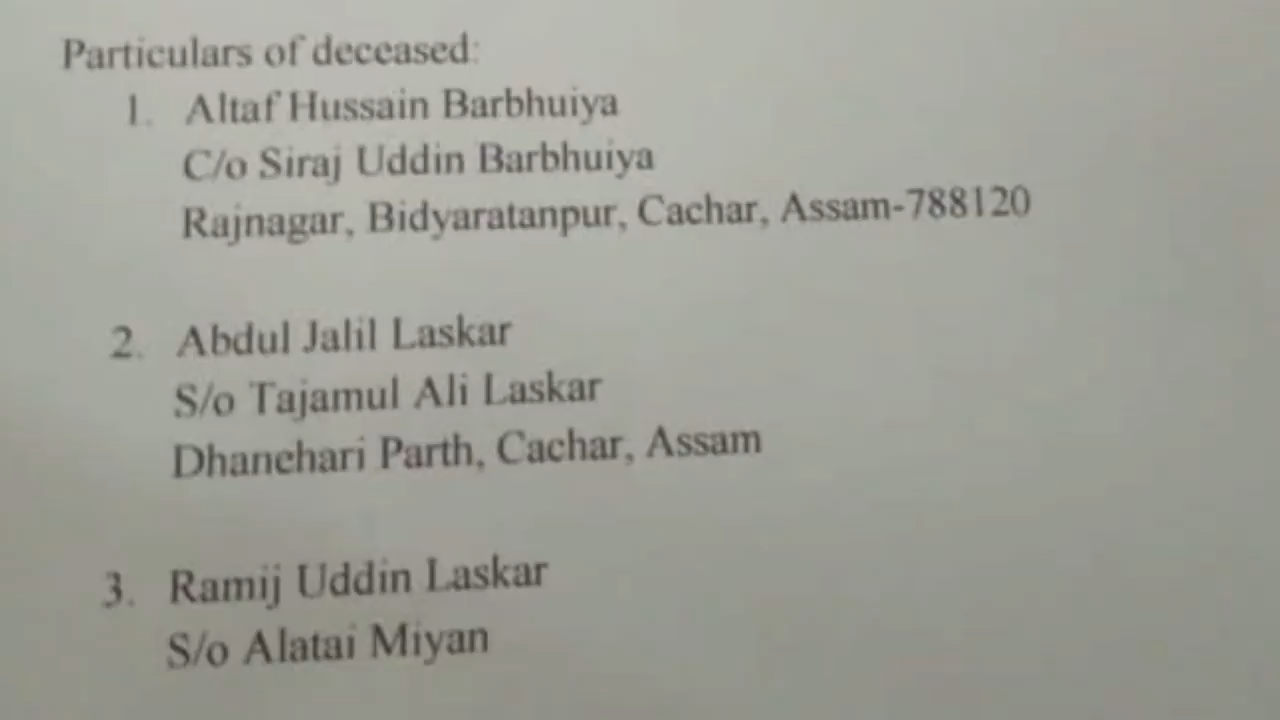 Particulars of deceased:
1. Altaf Hussain Barbhuiya
C/o Siraj Uddin Barbhuiya
Rajnagar, Bidyaratanpur, Cachar, Assam-788120
2. Abdul Jalil Laskar
S/o Tajamul Ali Laskar
Dhanehari Parth, Cachar, Assam
3. Ramij Uddin Laskar
S/o Alatai Miyan